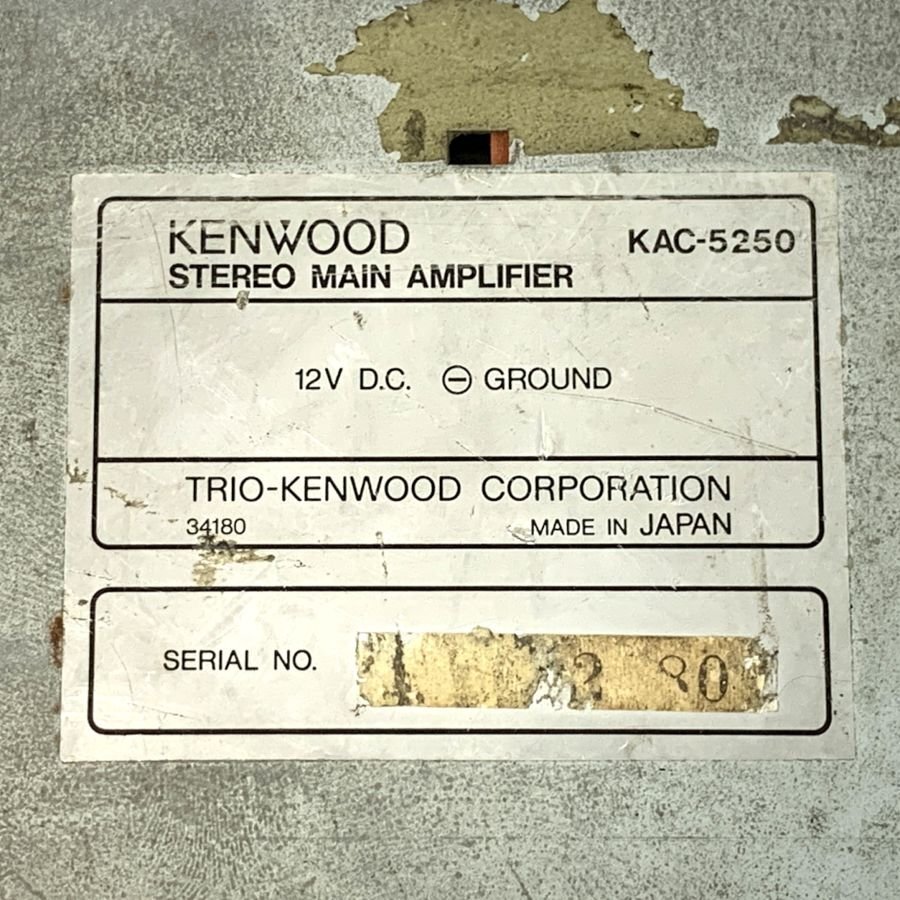 KENWOOD KAC-5250
STEREO MAIN AMPLIFIER
12V D.C. ⊖ GROUND
TRIO-KENWOOD CORPORATION
34180 MADE IN JAPAN
SERIAL NO.